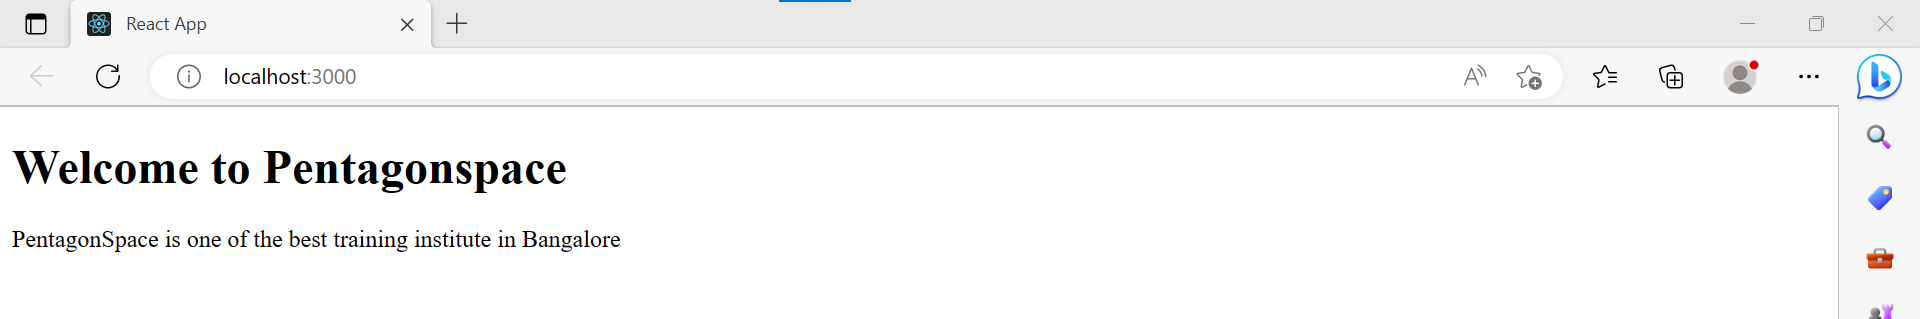 React App
localhost:3000
Welcome to Pentagonspace
PentagonSpace is one of the best training institute in Bangalore